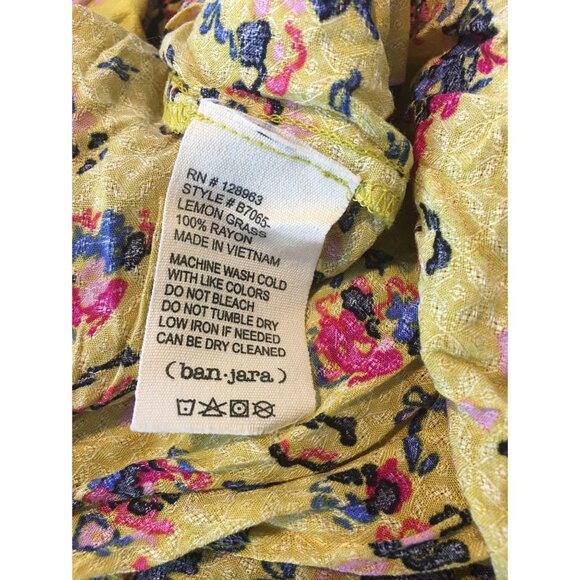 RN # 128963
STYLE # B7065-
LEMON GRASS
100% RAYON
MADE IN VIETNAM
MACHINE WASH COLD
WITH LIKE COLORS
DO NOT BLEACH
DO NOT TUMBLE DRY
LOW IRON IF NEEDED
CAN BE DRY CLEANED
(ban·jara)